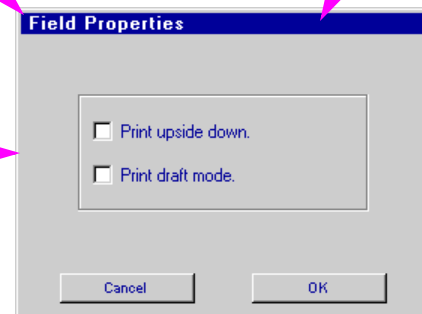 Field Properties
Print upside down.
Print draft mode.
Cancel OK